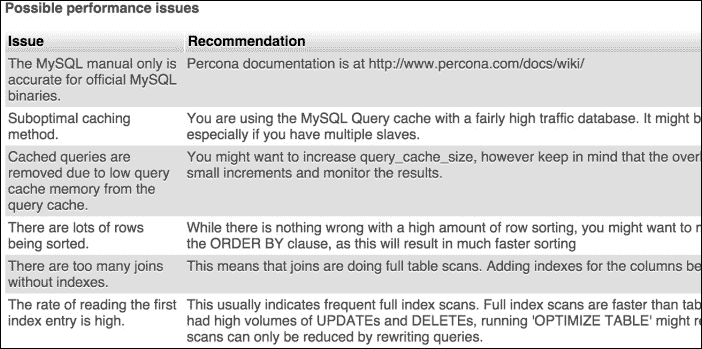 Possible performance issues
Issue Recommendation
The MySQL manual only is Percona documentation is at http://www.percona.com/docs/wiki/
accurate for official MySQL
binaries.
Suboptimal caching You are using the MySQL Query cache with a fairly high traffic database. It might b
method. especially if you have multiple slaves.
Cached queries are You might want to increase query_cache_size, however keep in mind that the over
removed due to low query small increments and monitor the results.
cache memory from the
query cache.
There are lots of rows While there is nothing wrong with a high amount of row sorting, you might want to
being sorted. the ORDER BY clause, as this will result in much faster sorting
There are too many joins This means that joins are doing full table scans. Adding indexes for the columns be
without indexes.
The rate of reading the first This usually indicates frequent full index scans. Full index scans are faster than tab
index entry is high. had high volumes of UPDATEs and DELETEs, running 'OPTIMIZE TABLE' might re
scans can only be reduced by rewriting queries.